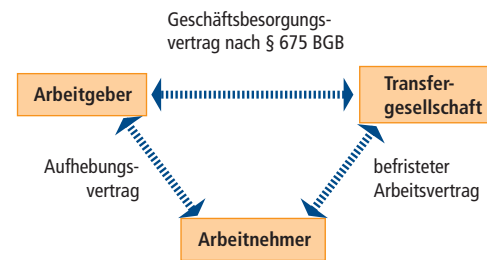 Geschäftsbesorgungs-
vertrag nach § 675 BGB
Arbeitgeber
Transfer-
gesellschaft
Aufhebungs-
vertrag
befristeter
Arbeitsvertrag
Arbeitnehmer